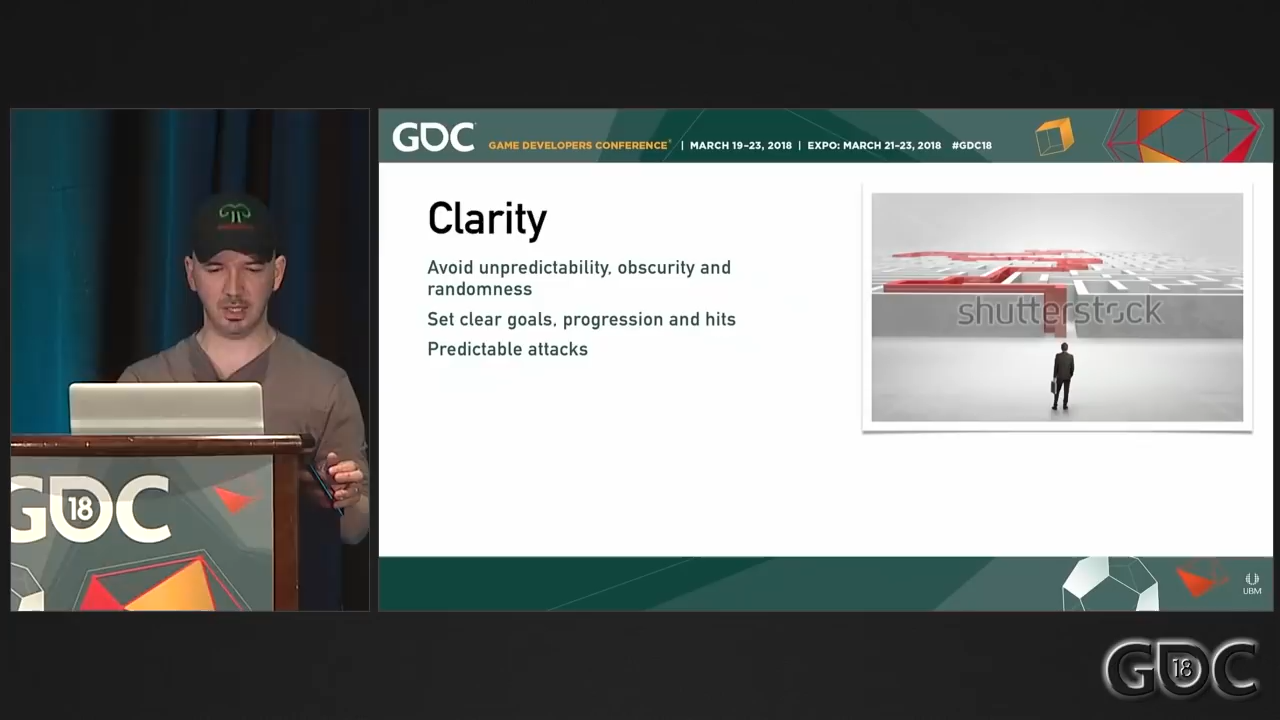 GDC
GAME DEVELOPERS CONFERENCE® | MARCH 19–23, 2018 | EXPO: MARCH 21–23, 2018 #GDC18
Clarity
Avoid unpredictability, obscurity and
randomness
Set clear goals, progression and hits
Predictable attacks
shutterstock
GDC
18
UBM
GDC
18